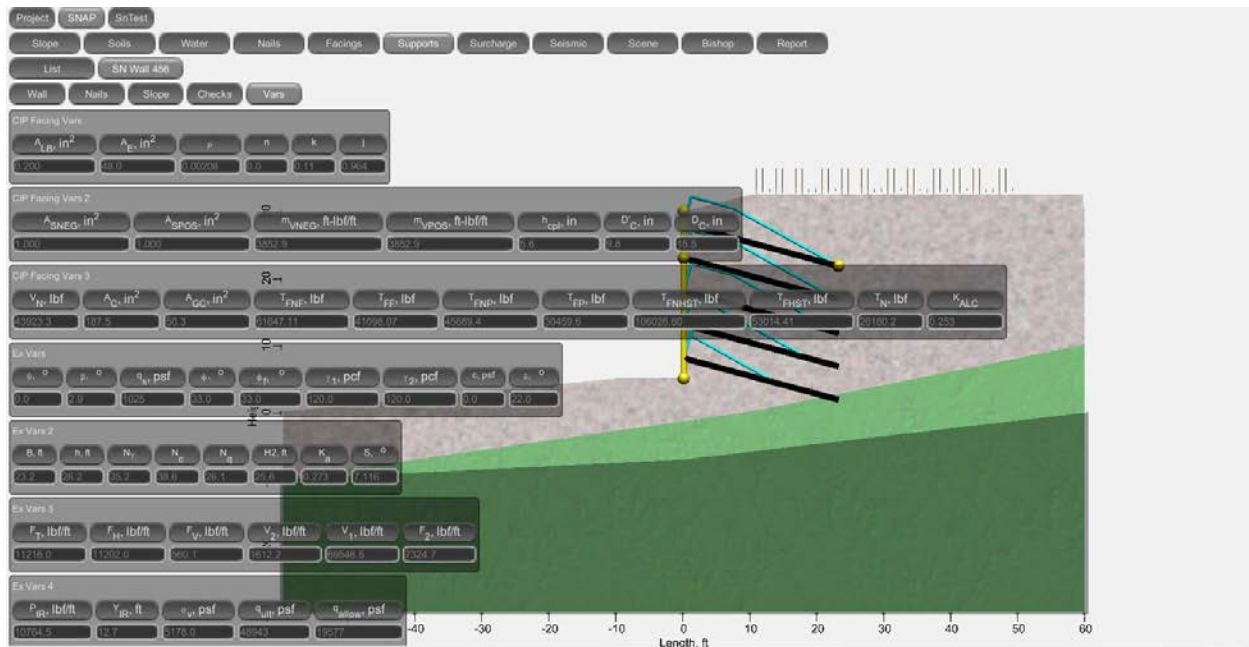 Project SNAP SnTest
Slope Soils Water Nails Facings Supports Surcharge Seismic Scene Bishop Report
List SN Wall 456
Wall Nails Slope Checks Vars
CIP Facing Vars
A_LB, in² A_E, in² ρ n k j
0.200 49.0 0.00208 0.0 0.11 0.964
CIP Facing Vars 2
A_SNEG, in² A_SPOS, in² m_VNEG, ft-lbf/ft m_VPOS, ft-lbf/ft h_cpl, in D'_C, in D_C, in
1.000 1.000 3852.9 3852.9 5.6 9.8 15.5
CIP Facing Vars 3
V_N, lbf A_C, in² A_GC, in² T_FNF, lbf T_FF, lbf T_FNP, lbf T_FP, lbf T_FNHST, lbf T_FHST, lbf T_N, lbf K_ALC
43923.3 187.5 50.3 61647.11 41098.07 45689.4 30459.6 53014.41 26180.2 0.253
Ex Vars
β, ° q_s, psf ϕ, ° γ_1, pcf γ_2, pcf c, psf
0.0 2.9 1025 33.0 33.0 120.0 120.0 0.0 22.0
Ex Vars 2
B, ft h, ft N_γ N_c N_q H2, ft K_a S, °
23.2 26.2 35.2 38.6 26.1 25.6 0.273 7.116
Ex Vars 3
F_T, lbf/ft F_H, lbf/ft F_V, lbf/ft V_2, lbf/ft V_1, lbf/ft F_2, lbf/ft
11216.0 11202.0 560.1 1612.2 69548.5 7324.7
Ex Vars 4
P_IR, lbf/ft Y_IR, ft σ_v, psf q_ult, psf q_allow, psf
10764.5 12.7 5178.0 48943 19577
20
10
0
-40 -30 -20 -10 0 10 20 30 40 50 60
Length, ft